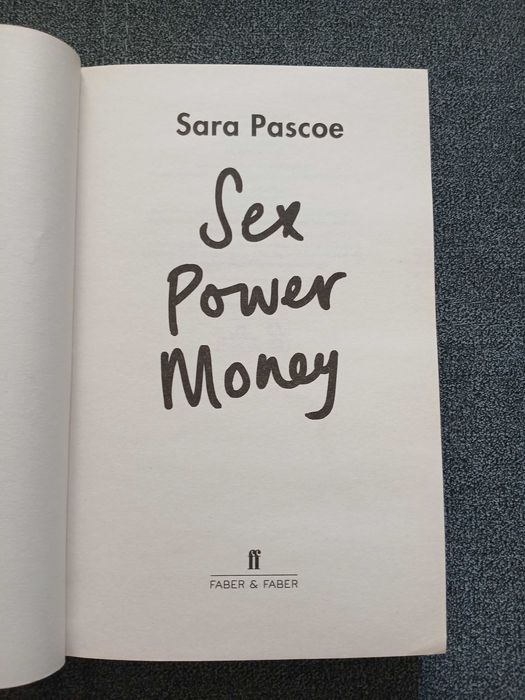 Sara Pascoe
Sex
Power
Money
ff
FABER & FABER